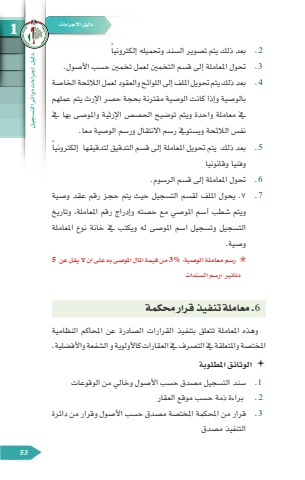 دليل الاجراءات
1
دليل إجراءات دوائر التسجيل
2. بعد ذلك يتم تصوير السند وتحميله إلكترونياً
3. تحول المعاملة إلى قسم التخمين لعمل تخمين حسب الأصول.
4. بعد ذلك يتم تحويل الملف إلى اللوائح والعقود لعمل اللائحة الخاصة
بالوصية وإذا كانت الوصية مقترنة بحجة حصر الإرث يتم عملهم
في معاملة واحدة ويتم توضيح الحصص الإرثية والموصى بها في
نفس اللائحة ويستوفي رسم الانتقال ورسم الوصية معا.
5. بعد ذلك يتم تحويل المعاملة إلى قسم التدقيق لتدقيقها إلكترونياً
وفنيا وقانونيا
6. تحول المعاملة إلى قسم الرسوم.
7. ٧. يحول الملف لقسم التسجيل حيث يتم حجز رقم عقد وصية
ويتم شطب أسم الموصي مع حصته وإدراج رقم المعاملة، وتاريخ
التسجيل وتسجيل اسم الموصى له ويكتب في خانة نوع المعاملة
وصية.
* رسم معاملة الوصية: 3% من قيمة المال الموصى به على ان لا يقل عن 5
دنانير +رسم السندات
6. معاملة تنفيذ قرار محكمة
وهذه المعاملة تتعلق بتنفيذ القرارات الصادرة عن المحاكم النظامية
المختصة والمتعلقة في التصرف في العقارات كالأولوية و الشفعة والأفضلية.
✦ الوثائق المطلوبة
1. سند التسجيل مصدق حسب الأصول وخالي من الوقوعات
2. براءة ذمة حسب موقع العقار
3. قرار من المحكمة المختصة مصدق حسب الأصول وقرار من دائرة
التنفيذ مصدق
53